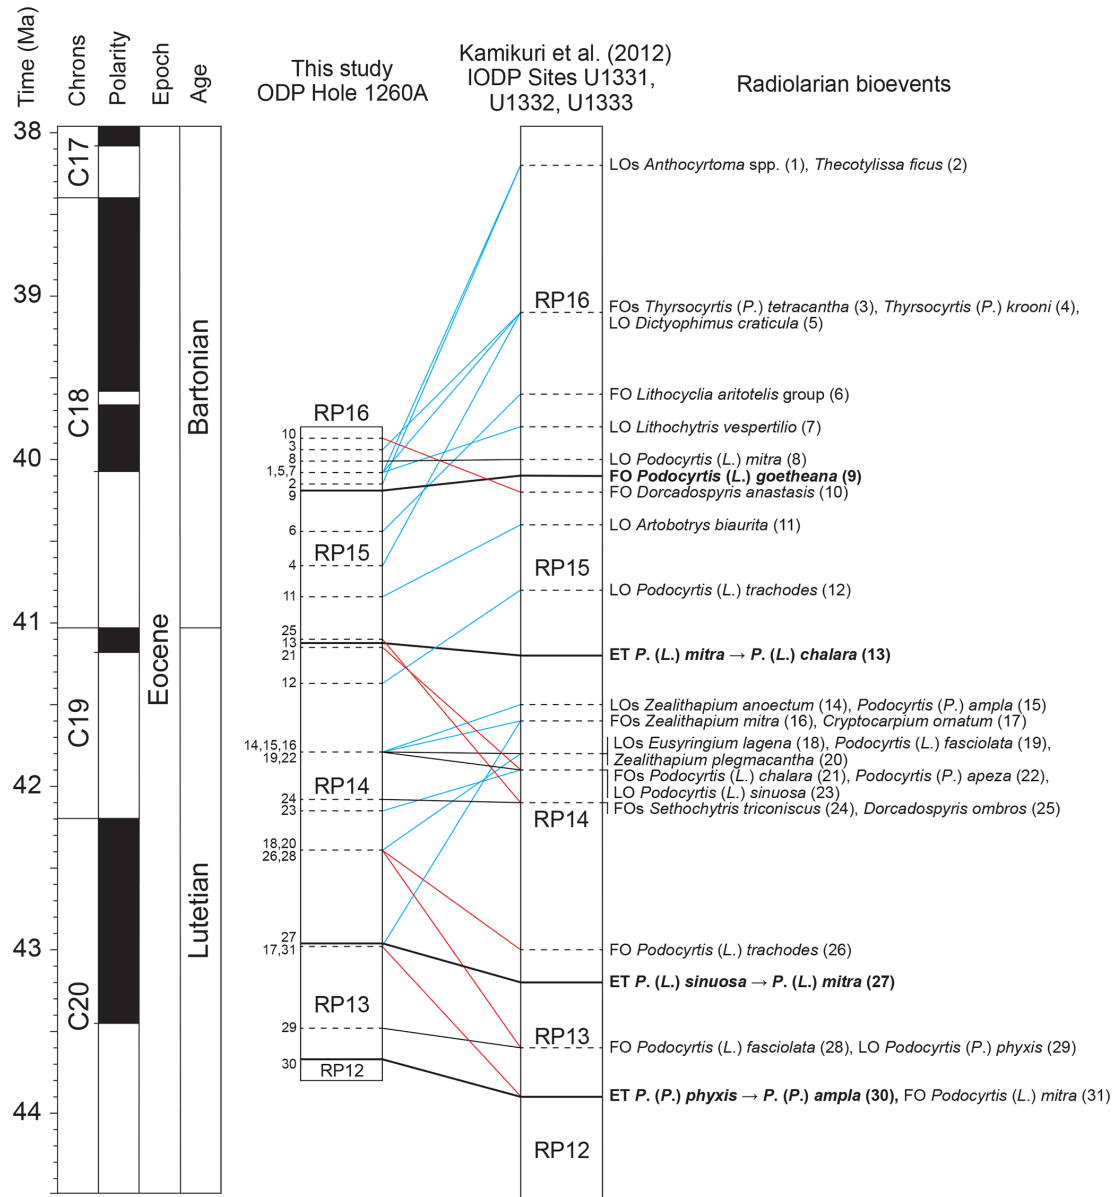 Time (Ma)
Chrons
Polarity
Epoch
Age
This study
ODP Hole 1260A
Kamikuri et al. (2012)
IODP Sites U1331,
U1332, U1333
Radiolarian bioevents
38
39
40
41
42
43
44
C17
C18
C19
C20
Eocene
Bartonian
Lutetian
RP16
10
3
8
1,5,7
2
9
6
RP15
4
11
25
13
21
12
14,15,16
19,22
RP14
24
23
18,20
26,28
27
17,31
RP13
29
30
RP12
RP16
RP15
RP14
RP13
RP12
LOs Anthocyrtoma spp. (1), Thecotylissa ficus (2)
FOs Thyrsocyrtis (P.) tetracantha (3), Thyrsocyrtis (P.) krooni (4),
LO Dictyophimus craticula (5)
FO Lithocyclia aritotelis group (6)
LO Lithochytris vespertilio (7)
LO Podocyrtis (L.) mitra (8)
FO Podocyrtis (L.) goetheana (9)
FO Dorcadospyris anastasis (10)
LO Artobotrys biaurita (11)
LO Podocyrtis (L.) trachodes (12)
ET P. (L.) mitra → P. (L.) chalara (13)
LOs Zealithapium anoectum (14), Podocyrtis (P.) ampla (15)
FOs Zealithapium mitra (16), Cryptocarpium ornatum (17)
LOs Eusyringium lagena (18), Podocyrtis (L.) fasciolata (19),
Zealithapium plegmacantha (20)
FOs Podocyrtis (L.) chalara (21), Podocyrtis (P.) apeza (22),
LO Podocyrtis (L.) sinuosa (23)
FOs Sethochytris triconiscus (24), Dorcadospyris ombros (25)
FO Podocyrtis (L.) trachodes (26)
ET P. (L.) sinuosa → P. (L.) mitra (27)
FO Podocyrtis (L.) fasciolata (28), LO Podocyrtis (P.) phyxis (29)
ET P. (P.) phyxis → P. (P.) ampla (30), FO Podocyrtis (L.) mitra (31)